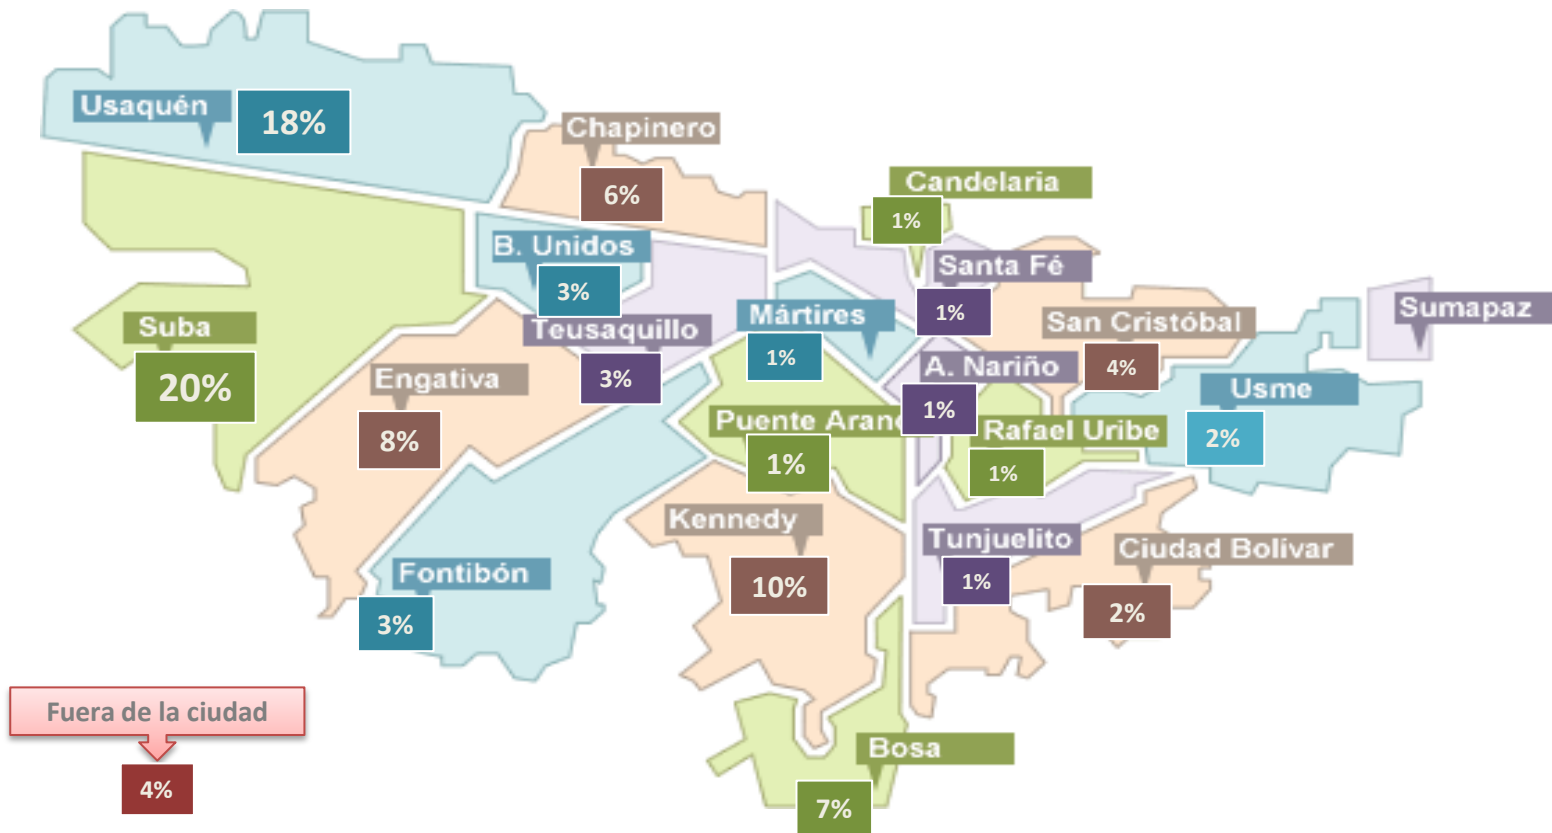 Usaquén
18%
Chapinero
6%
Candelaria
1%
B. Unidos
3%
Santa Fé
1%
Sumapaz
Suba
20%
Teusaquillo
3%
Mártires
1%
San Cristóbal
4%
Engativa
8%
A. Nariño
1%
Usme
2%
Puente Aran
1%
Rafael Uribe
1%
Kennedy
10%
Tunjuelito
1%
Ciudad Bolívar
2%
Fontibón
3%
Fuera de la ciudad
4%
Bosa
7%